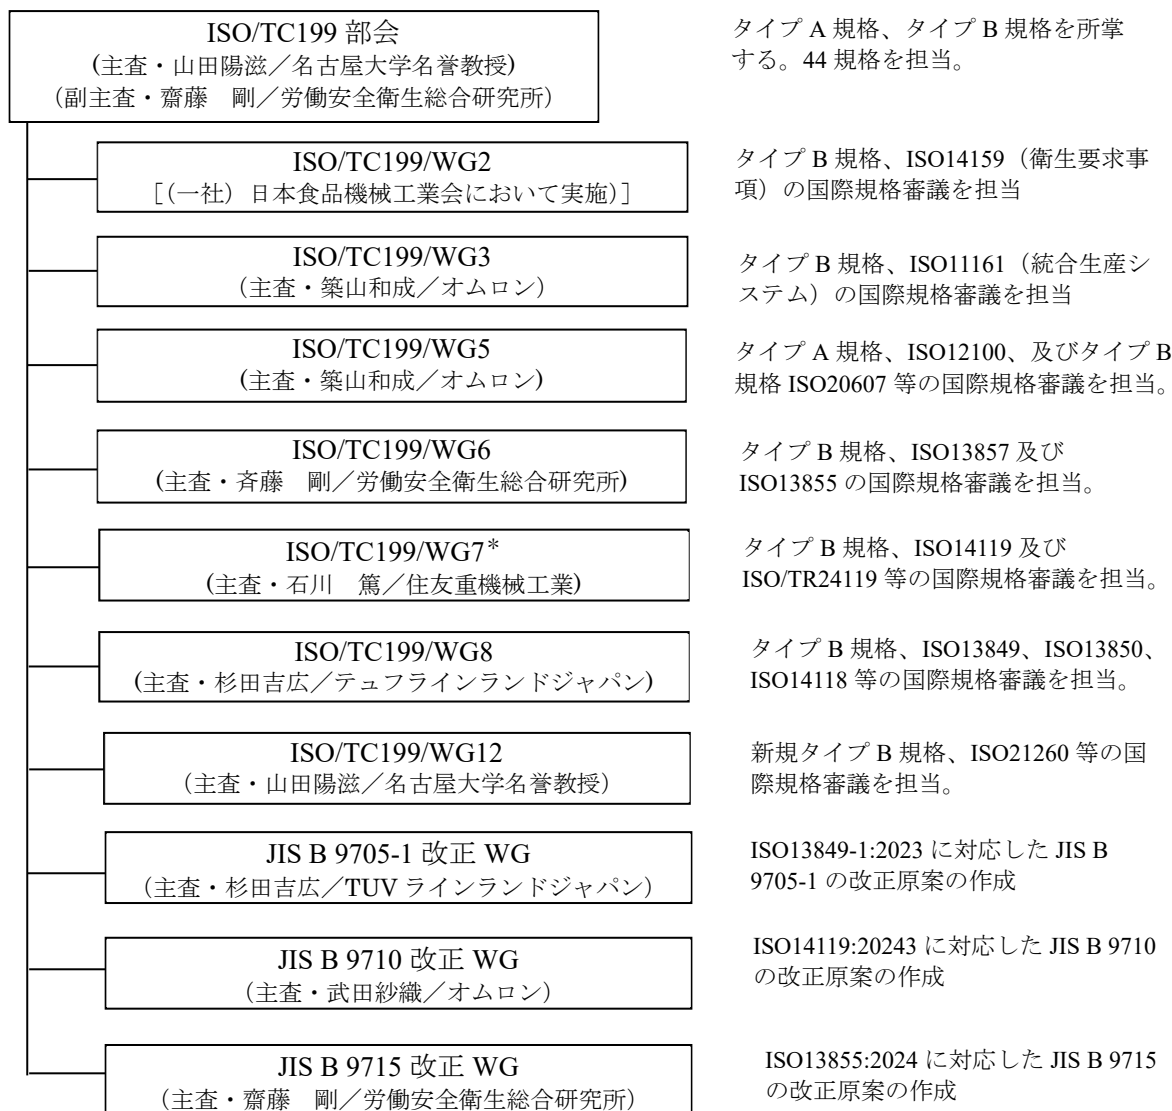 ISO/TC199 部会
(主査・山田陽滋／名古屋大学名誉教授)
(副主査・齋藤　剛／労働安全衛生総合研究所）
タイプ A 規格、タイプ B 規格を所掌
する。44 規格を担当。
ISO/TC199/WG2
［(一社）日本食品機械工業会において実施)］
タイプ B 規格、ISO14159（衛生要求事
項）の国際規格審議を担当
ISO/TC199/WG3
（主査・築山和成／オムロン）
タイプ B 規格、ISO11161（統合生産シ
ステム）の国際規格審議を担当
ISO/TC199/WG5
(主査・築山和成／オムロン)
タイプ A 規格、ISO12100、及びタイプ B
規格 ISO20607 等の国際規格審議を担当。
ISO/TC199/WG6
(主査・斉藤　剛／労働安全衛生総合研究所)
タイプ B 規格、ISO13857 及び
ISO13855 の国際規格審議を担当。
ISO/TC199/WG7*
(主査・石川　篤／住友重機械工業)
タイプ B 規格、ISO14119 及び
ISO/TR24119 等の国際規格審議を担当。
ISO/TC199/WG8
(主査・杉田吉広／テュフラインランドジャパン)
タイプ B 規格、ISO13849、ISO13850、
ISO14118 等の国際規格審議を担当。
ISO/TC199/WG12
（主査・山田陽滋／名古屋大学名誉教授）
新規タイプ B 規格、ISO21260 等の国
際規格審議を担当。
JIS B 9705-1 改正 WG
（主査・杉田吉広／TUV ラインランドジャパン）
ISO13849-1:2023 に対応した JIS B
9705-1 の改正原案の作成
JIS B 9710 改正 WG
（主査・武田紗織／オムロン）
ISO14119:20243 に対応した JIS B 9710
の改正原案の作成
JIS B 9715 改正 WG
（主査・齋藤　剛／労働安全衛生総合研究所）
ISO13855:2024 に対応した JIS B 9715
の改正原案の作成